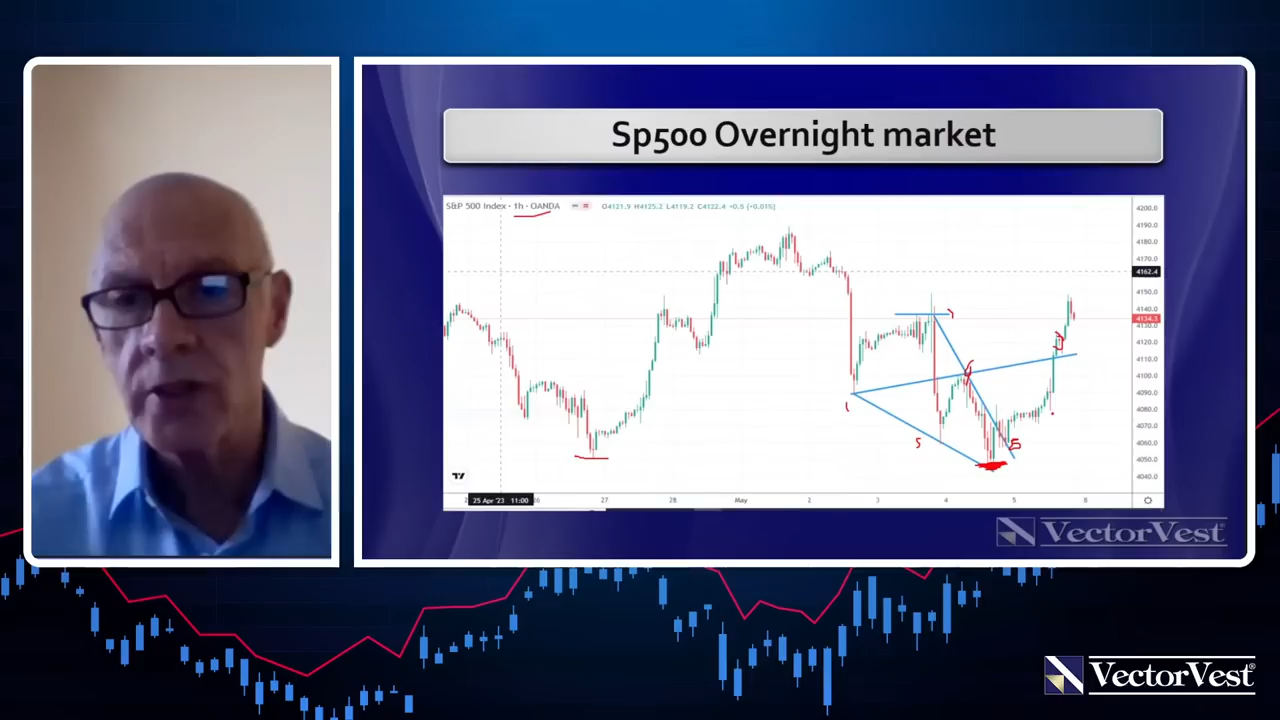 Sp500 Overnight market
S&P 500 Index · 1h · OANDA
O4121.9 H4125.2 L4119.2 C4122.4 +0.5 (+0.01%)
4200.0
4190.0
4180.0
4170.0
4162.4
4150.0
4140.0
4134.3
4130.0
4120.0
4110.0
4100.0
4090.0
4080.0
4070.0
4060.0
4050.0
4040.0
25 Apr '23 11:00
27 28 May 2 3 4 5 8
VectorVest
VectorVest®